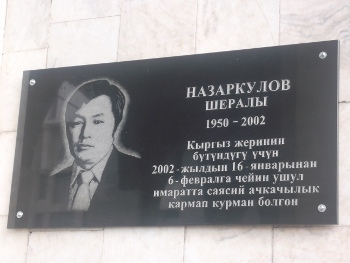 НАЗАРКУЛОВ
ШЕРАЛЫ
1950 - 2002
Кыргыз жеринин
бүтүндүгү үчүн
2002-жылдын 16-январынан
6-февралга чейин ушул
имаратта саясий ачкачылык
кармап курман болгон